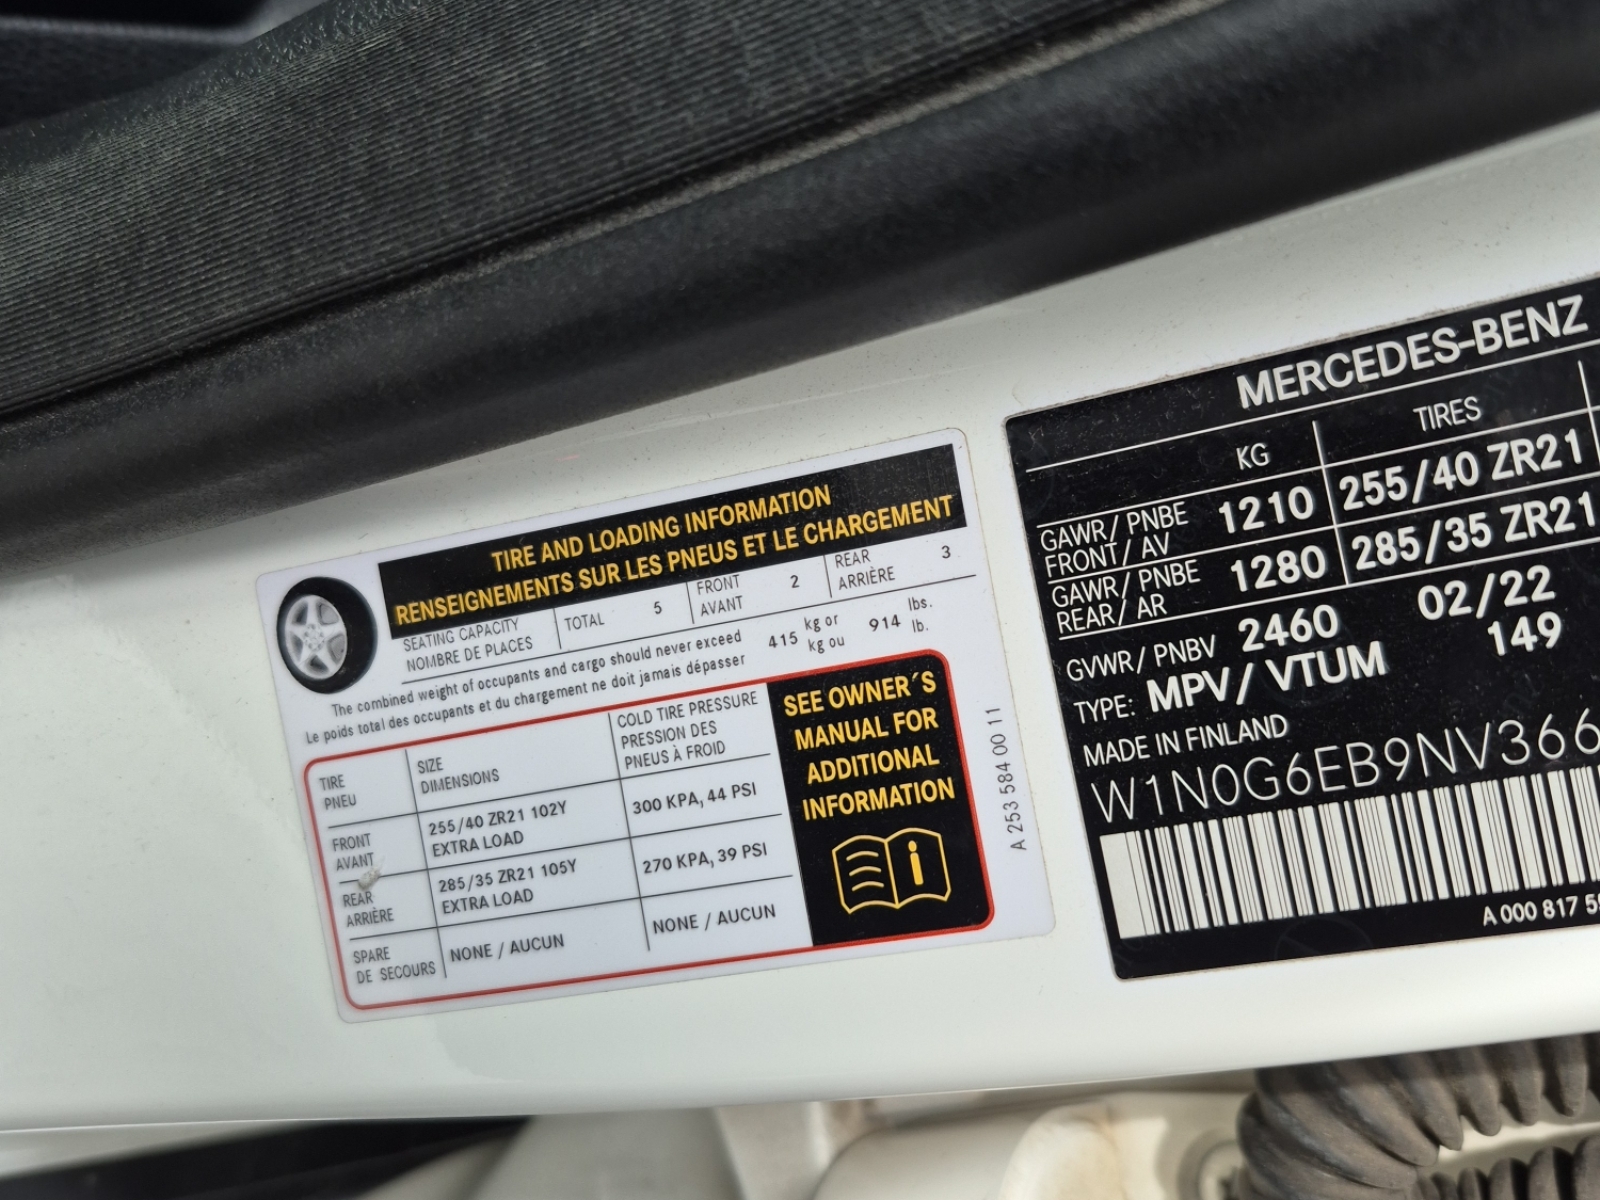 TIRE AND LOADING INFORMATION
RENSEIGNEMENTS SUR LES PNEUS ET LE CHARGEMENT
SEATING CAPACITY
NOMBRE DE PLACES
TOTAL 5
FRONT
AVANT
2
REAR
ARRIÈRE
3
The combined weight of occupants and cargo should never exceed
Le poids total des occupants et du chargement ne doit jamais dépasser
415 kg or
kg ou
914 lbs.
lb.
TIRE
PNEU
SIZE
DIMENSIONS
COLD TIRE PRESSURE
PRESSION DES
PNEUS À FROID
FRONT
AVANT
255/40 ZR21 102Y
EXTRA LOAD
300 KPA, 44 PSI
REAR
ARRIÈRE
285/35 ZR21 105Y
EXTRA LOAD
270 KPA, 39 PSI
SPARE
DE SECOURS
NONE / AUCUN
NONE / AUCUN
SEE OWNER´S
MANUAL FOR
ADDITIONAL
INFORMATION
A 253 584 00 11
MERCEDES-BENZ
KG TIRES
GAWR/ PNBE
FRONT/ AV
1210 255/40 ZR21
GAWR/ PNBE
REAR/ AR
1280 285/35 ZR21
GVWR/ PNBV 2460 02/22
TYPE: MPV/ VTUM 149
MADE IN FINLAND
W1N0G6EB9NV366
A 000 817 5